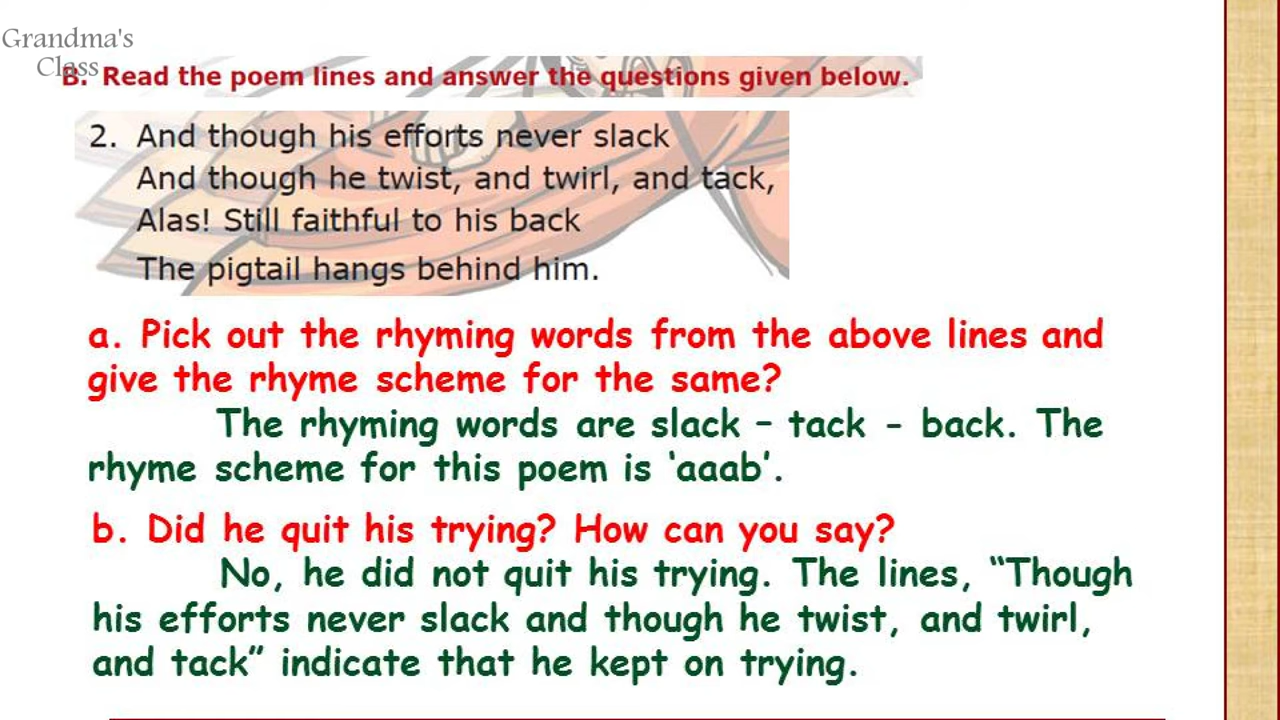 Grandma's
Class
B. Read the poem lines and answer the questions given below.
2. And though his efforts never slack
And though he twist, and twirl, and tack,
Alas! Still faithful to his back
The pigtail hangs behind him.
a. Pick out the rhyming words from the above lines and
give the rhyme scheme for the same?
The rhyming words are slack – tack - back. The
rhyme scheme for this poem is ‘aaab’.
b. Did he quit his trying? How can you say?
No, he did not quit his trying. The lines, “Though
his efforts never slack and though he twist, and twirl,
and tack” indicate that he kept on trying.